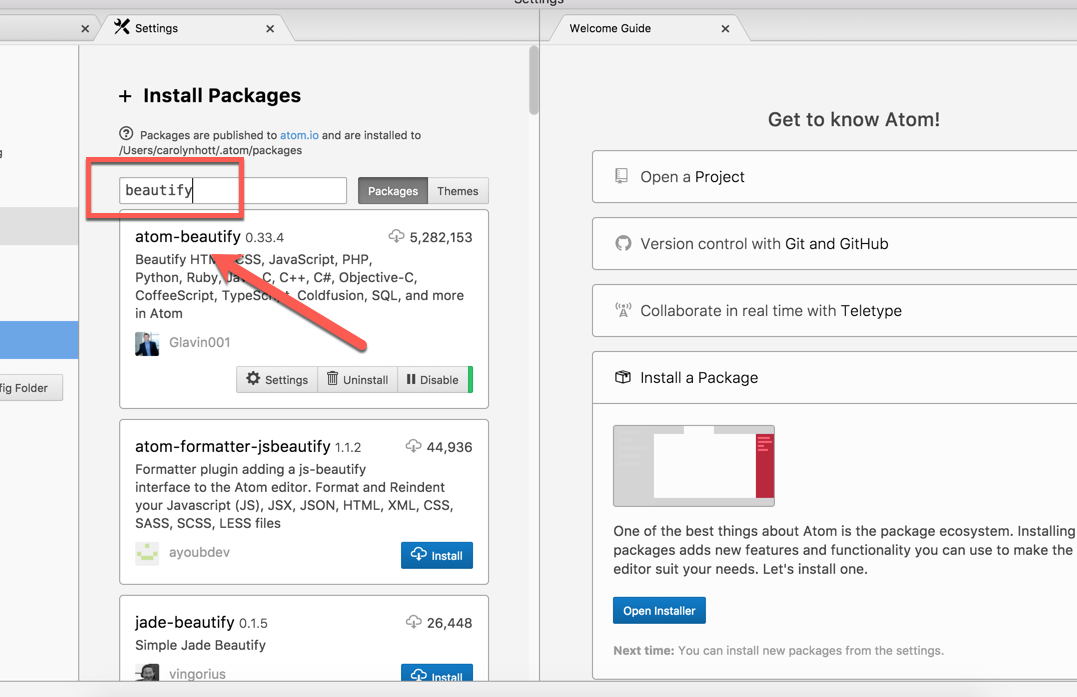 Settings
Settings
Welcome Guide
Install Packages
Packages are published to atom.io and are installed to
/Users/carolynhott/.atom/packages
beautify
Packages
Themes
atom-beautify 0.33.4
5,282,153
Beautify HTML, CSS, JavaScript, PHP,
Python, Ruby, Java, C, C++, C#, Objective-C,
CoffeeScript, TypeScript, Coldfusion, SQL, and more
in Atom
Glavin001
Settings
Uninstall
Disable
fig Folder
atom-formatter-jsbeautify 1.1.2
44,936
Formatter plugin adding a js-beautify
interface to the Atom editor. Format and Reindent
your Javascript (JS), JSX, JSON, HTML, XML, CSS,
SASS, SCSS, LESS files
ayoubdev
Install
jade-beautify 0.1.5
26,448
Simple Jade Beautify
vingorius
Install
Get to know Atom!
Open a Project
Version control with Git and GitHub
Collaborate in real time with Teletype
Install a Package
One of the best things about Atom is the package ecosystem. Installing
packages adds new features and functionality you can use to make the
editor suit your needs. Let's install one.
Open Installer
Next time: You can install new packages from the settings.